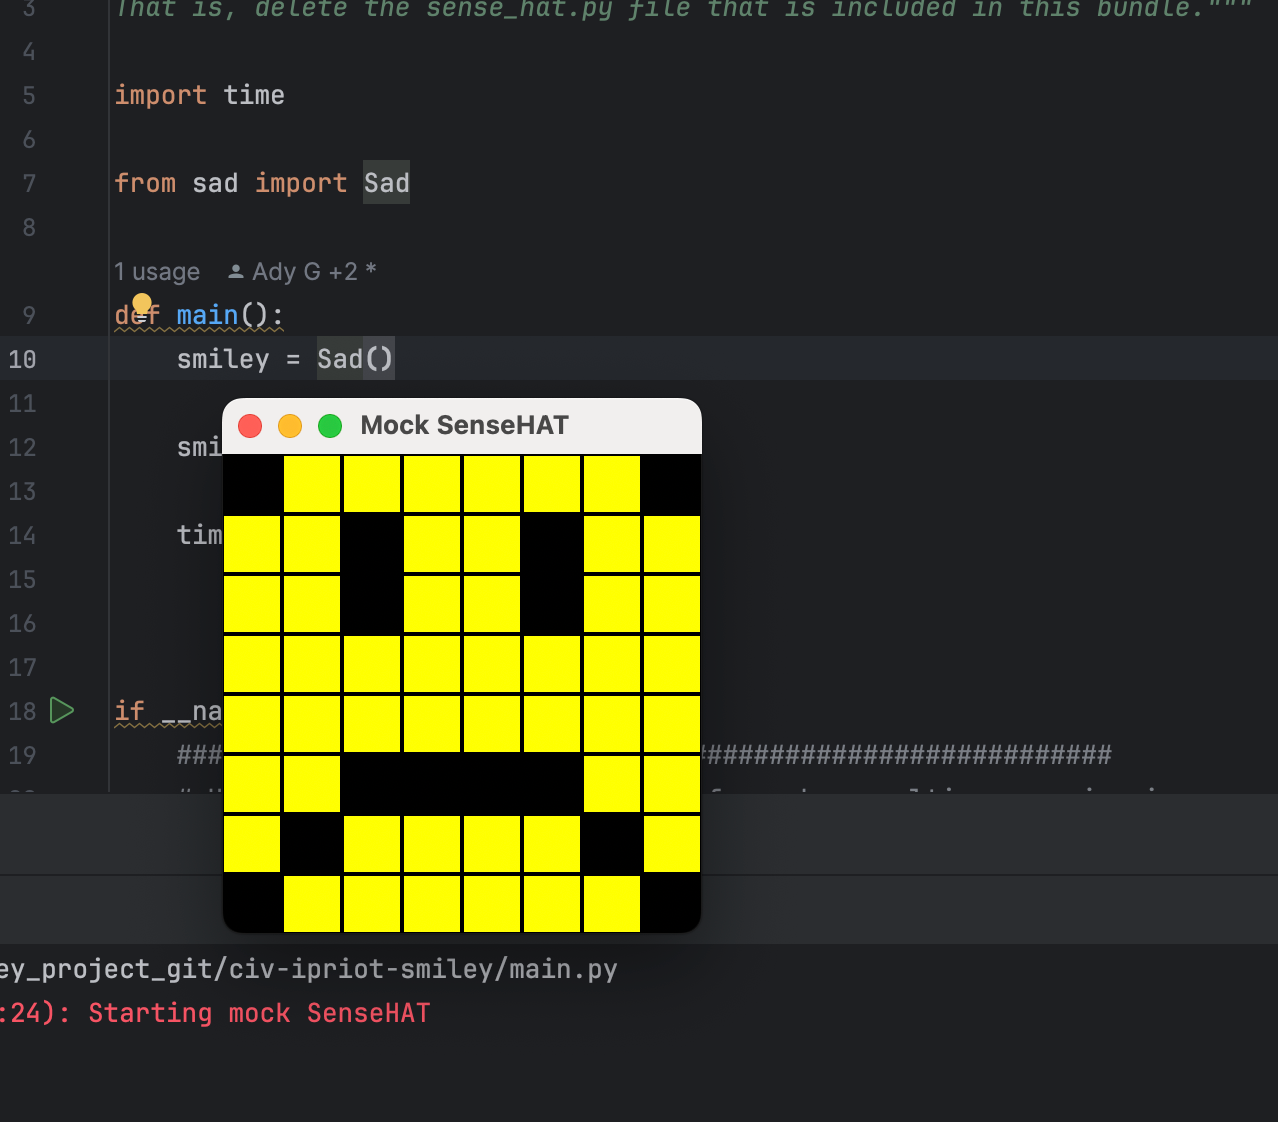 3 That is, delete the sense_hat.py file that is included in this bundle."""
4
5 import time
6
7 from sad import Sad
8
1 usage Ady G +2 *
9 def main():
10 smiley = Sad()
11
Mock SenseHAT
12 smi
13
14 tim
15
16
17
18 if __na
19 ### ##########################
ey_project_git/civ-ipriot-smiley/main.py
:24): Starting mock SenseHAT